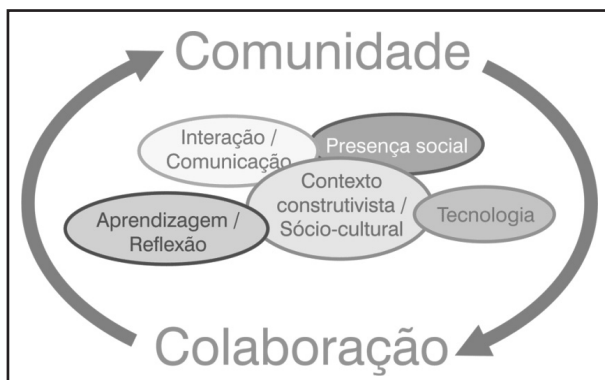 Comunidade
Interação /
Comunicação
Presença social
Contexto
construtivista /
Sócio-cultural
Aprendizagem /
Reflexão
Tecnologia
Colaboração